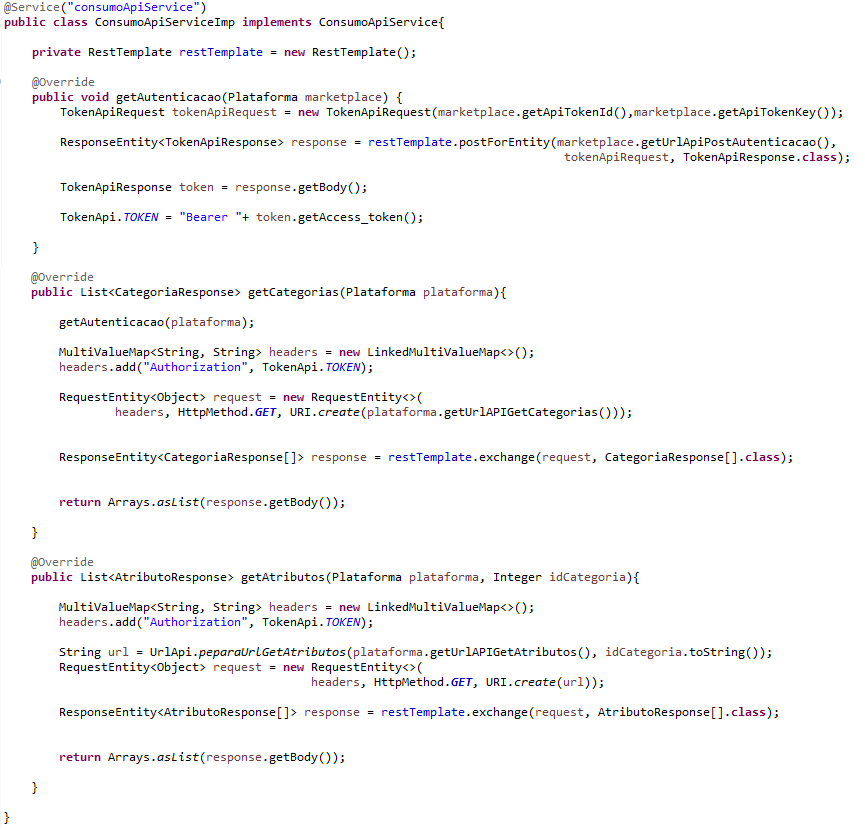 @Service("consumoApiService")
public class ConsumoApiServiceImp implements ConsumoApiService{
private RestTemplate restTemplate = new RestTemplate();
@Override
public void getAutenticacao(Plataforma marketplace) {
TokenApiRequest tokenApiRequest = new TokenApiRequest(marketplace.getApiTokenId(),marketplace.getApiTokenKey());
ResponseEntity<TokenApiResponse> response = restTemplate.postForEntity(marketplace.getUrlApiPostAutenticacao(),
tokenApiRequest, TokenApiResponse.class);
TokenApiResponse token = response.getBody();
TokenApi.TOKEN = "Bearer "+ token.getAccess_token();
}
@Override
public List<CategoriaResponse> getCategorias(Plataforma plataforma){
getAutenticacao(plataforma);
MultiValueMap<String, String> headers = new LinkedMultiValueMap<>();
headers.add("Authorization", TokenApi.TOKEN);
RequestEntity<Object> request = new RequestEntity<>(
headers, HttpMethod.GET, URI.create(plataforma.getUrlAPIGetCategorias()));
ResponseEntity<CategoriaResponse[]> response = restTemplate.exchange(request, CategoriaResponse[].class);
return Arrays.asList(response.getBody());
}
@Override
public List<AtributoResponse> getAtributos(Plataforma plataforma, Integer idCategoria){
MultiValueMap<String, String> headers = new LinkedMultiValueMap<>();
headers.add("Authorization", TokenApi.TOKEN);
String url = UrlApi.peparaUrlGetAtributos(plataforma.getUrlAPIGetAtributos(), idCategoria.toString());
RequestEntity<Object> request = new RequestEntity<>(
headers, HttpMethod.GET, URI.create(url));
ResponseEntity<AtributoResponse[]> response = restTemplate.exchange(request, AtributoResponse[].class);
return Arrays.asList(response.getBody());
}
}